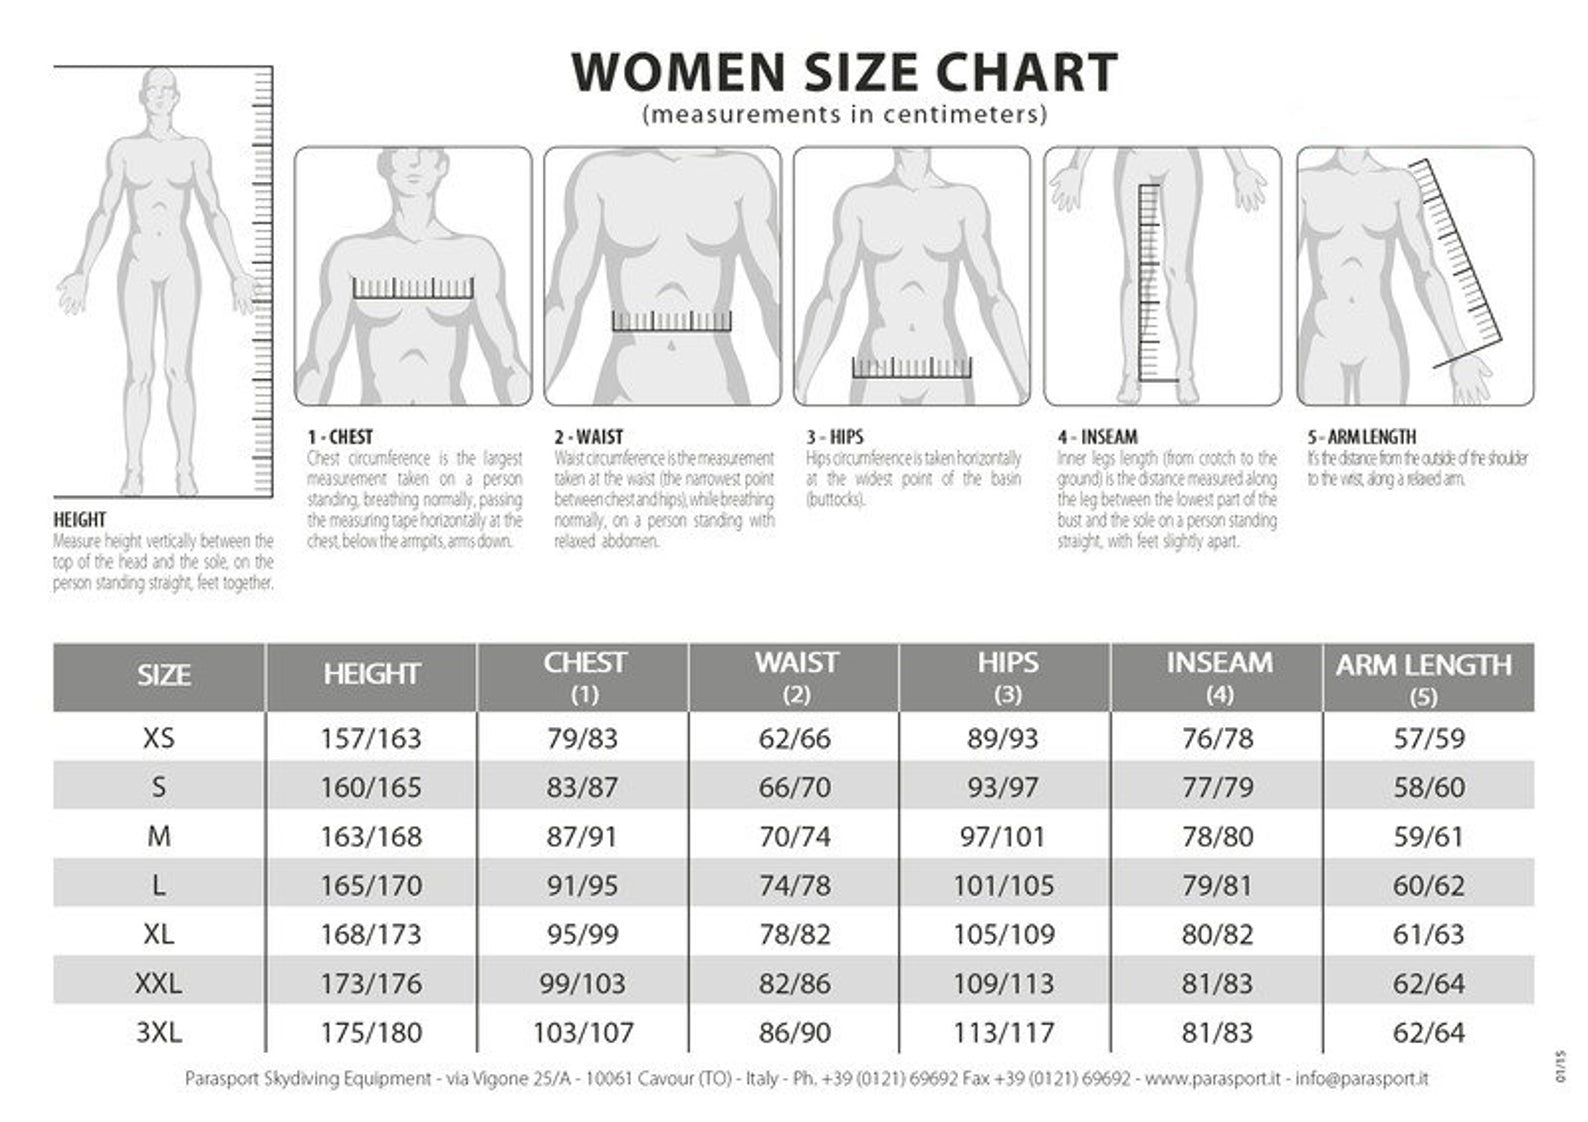 WOMEN SIZE CHART
(measurements in centimeters)
HEIGHT
Measure height vertically between the
top of the head and the sole, on the
person standing straight, feet together.
1 - CHEST
Chest circumference is the largest
measurement taken on a person
standing, breathing normally, passing
the measuring tape horizontally at the
chest, below the armpits, arms down.
2 - WAIST
Waist circumference is the measurement
taken at the waist (the narrowest point
between chest and hips), while breathing
normally, on a person standing with
relaxed abdomen.
3 - HIPS
Hips circumference is taken horizontally
at the widest point of the basin
(buttocks).
4 - INSEAM
Inner legs length (from crotch to the
ground) is the distance measured along
the leg between the lowest part of the
bust and the sole on a person standing
straight, with feet slightly apart.
5 - ARM LENGTH
It's the distance from the outside of the shoulder
to the wrist, along a relaxed arm.
SIZE HEIGHT CHEST (1) WAIST (2) HIPS (3) INSEAM (4) ARM LENGTH (5)
XS 157/163 79/83 62/66 89/93 76/78 57/59
S 160/165 83/87 66/70 93/97 77/79 58/60
M 163/168 87/91 70/74 97/101 78/80 59/61
L 165/170 91/95 74/78 101/105 79/81 60/62
XL 168/173 95/99 78/82 105/109 80/82 61/63
XXL 173/176 99/103 82/86 109/113 81/83 62/64
3XL 175/180 103/107 86/90 113/117 81/83 62/64
Parasport Skydiving Equipment - via Vigone 25/A - 10061 Cavour (TO) - Italy - Ph. +39 (0121) 69692 Fax +39 (0121) 69692 - www.parasport.it - info@parasport.it
01/15